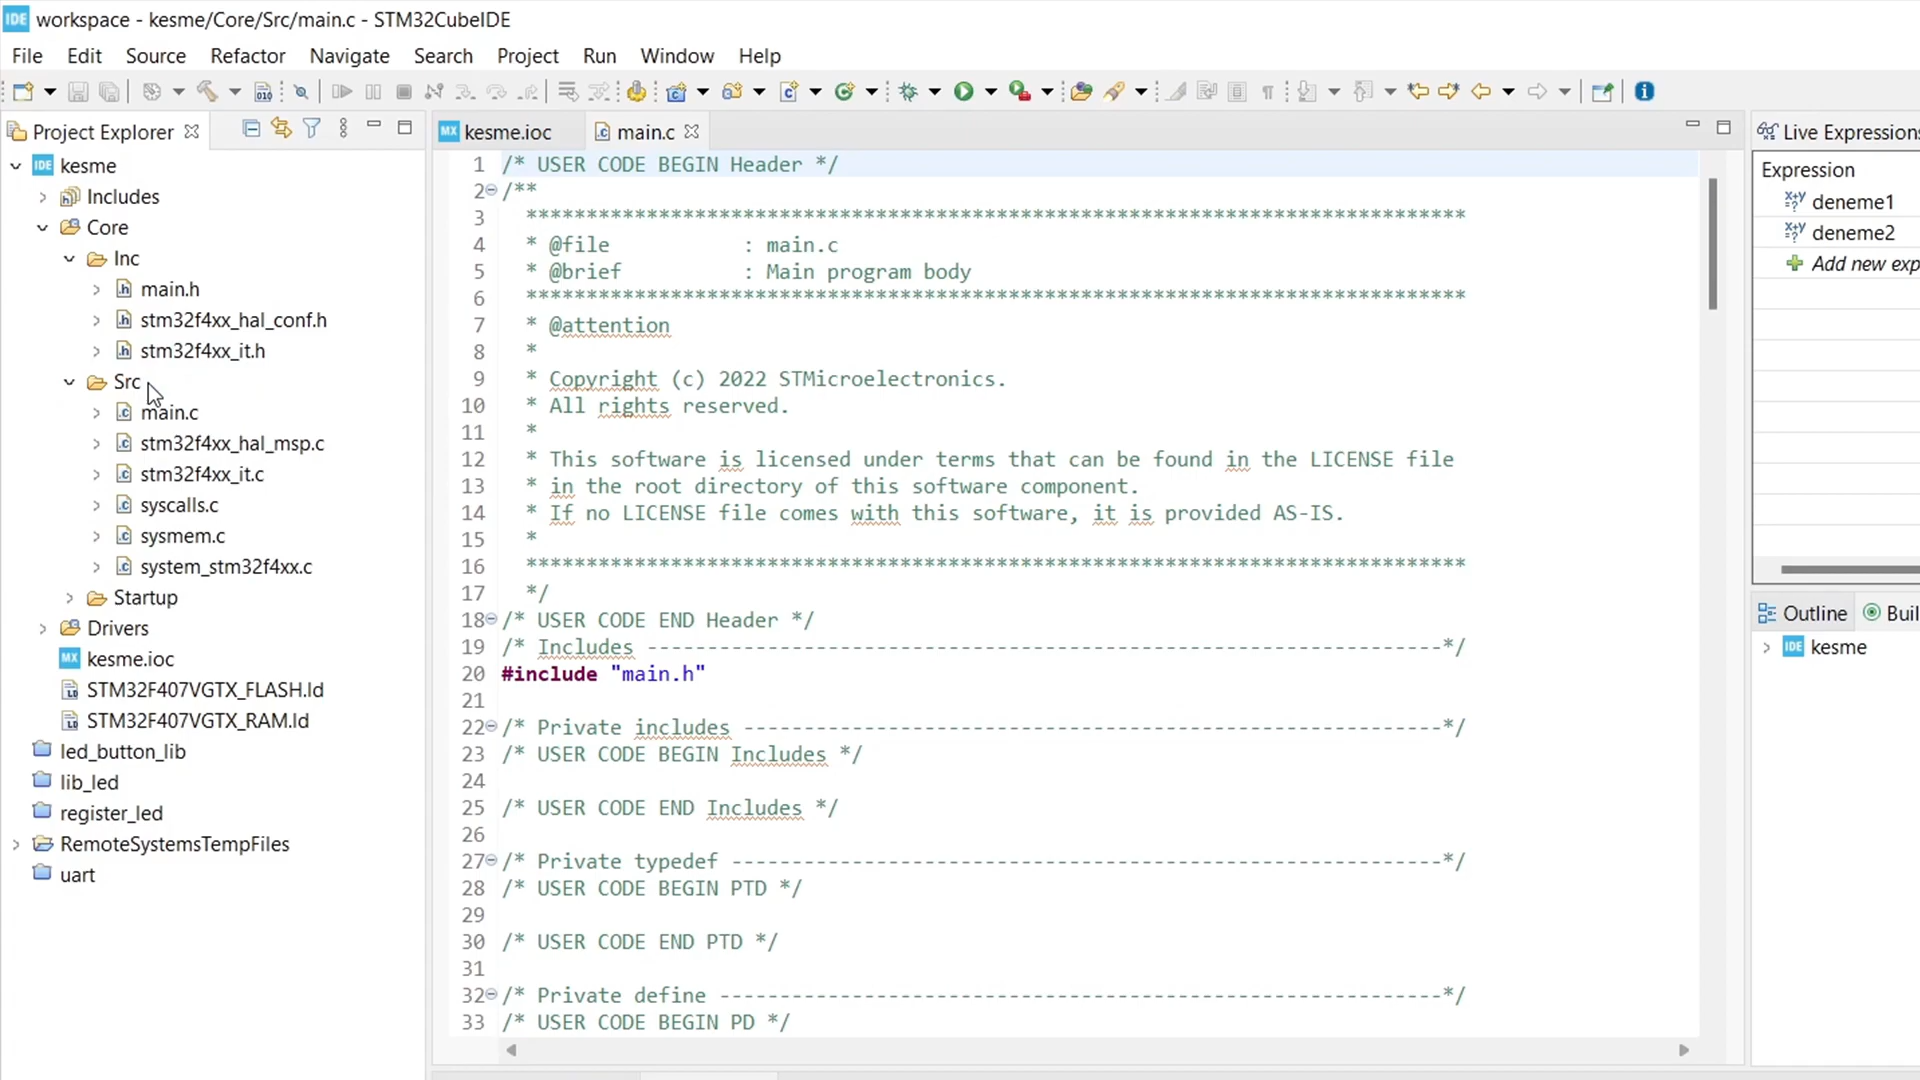 IDE workspace - kesme/Core/Src/main.c - STM32CubeIDE
File Edit Source Refactor Navigate Search Project Run Window Help
Project Explorer
IDE kesme
Includes
Core
Inc
main.h
stm32f4xx_hal_conf.h
stm32f4xx_it.h
Src
main.c
stm32f4xx_hal_msp.c
stm32f4xx_it.c
syscalls.c
sysmem.c
system_stm32f4xx.c
Startup
Drivers
MX kesme.ioc
STM32F407VGTX_FLASH.ld
STM32F407VGTX_RAM.ld
led_button_lib
lib_led
register_led
RemoteSystemsTempFiles
uart
MX kesme.ioc main.c
1 /* USER CODE BEGIN Header */
2 /**
3 ******************************************************************************
4 * @file : main.c
5 * @brief : Main program body
6 ******************************************************************************
7 * @attention
8 *
9 * Copyright (c) 2022 STMicroelectronics.
10 * All rights reserved.
11 *
12 * This software is licensed under terms that can be found in the LICENSE file
13 * in the root directory of this software component.
14 * If no LICENSE file comes with this software, it is provided AS-IS.
15 *
16 ******************************************************************************
17 */
18 /* USER CODE END Header */
19 /* Includes ------------------------------------------------------------------*/
20 #include "main.h"
21
22 /* Private includes ----------------------------------------------------------*/
23 /* USER CODE BEGIN Includes */
24
25 /* USER CODE END Includes */
26
27 /* Private typedef -----------------------------------------------------------*/
28 /* USER CODE BEGIN PTD */
29
30 /* USER CODE END PTD */
31
32 /* Private define ------------------------------------------------------------*/
33 /* USER CODE BEGIN PD */
Live Expressions
Expression
deneme1
deneme2
Add new exp
Outline Buil
IDE kesme